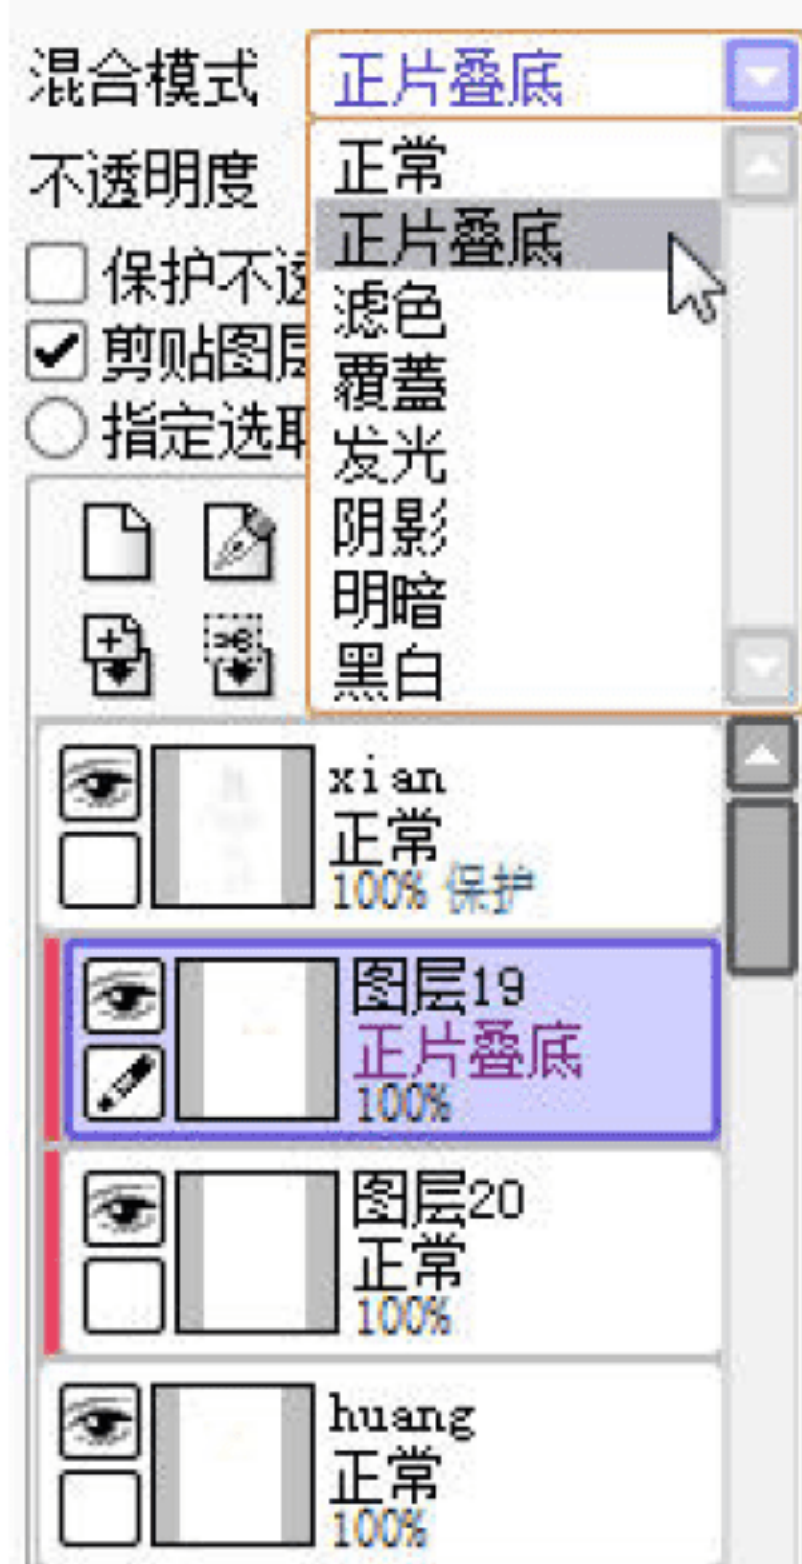 混合模式 正片叠底
不透明度
正常
正片叠底
滤色
覆蓋
发光
阴影
明暗
黑白
保护不透
剪贴图层
指定选取
xian
正常
100% 保护
图层19
正片叠底
100%
图层20
正常
100%
huang
正常
100%